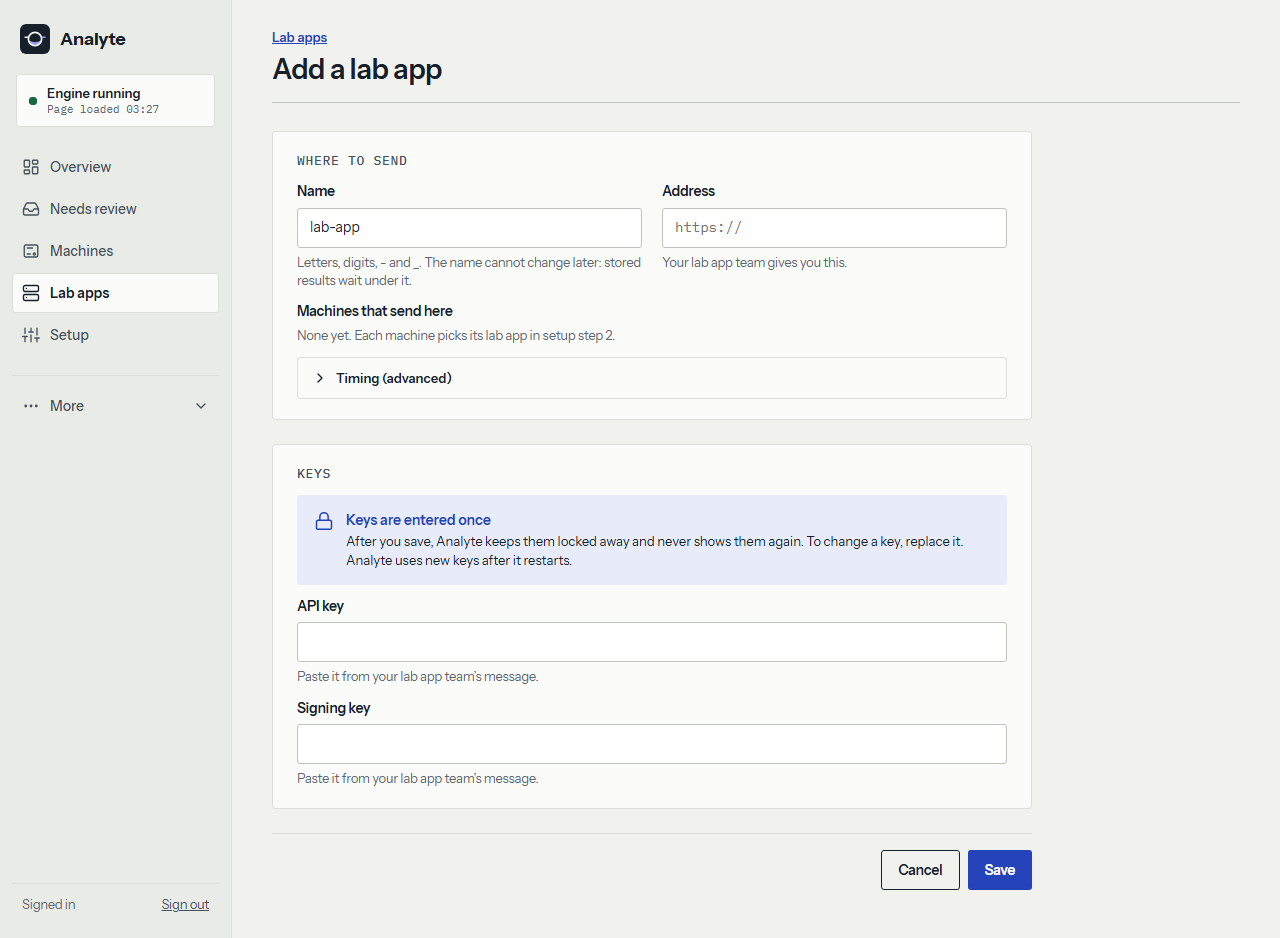 Analyte
Engine running
Page loaded 03:27
Overview
Needs review
Machines
Lab apps
Setup
More
Signed in
Sign out
Lab apps
Add a lab app
WHERE TO SEND
Name
lab-app
Letters, digits, - and _. The name cannot change later: stored
results wait under it.
Address
https://
Your lab app team gives you this.
Machines that send here
None yet. Each machine picks its lab app in setup step 2.
Timing (advanced)
KEYS
Keys are entered once
After you save, Analyte keeps them locked away and never shows them again. To change a key, replace it.
Analyte uses new keys after it restarts.
API key
Paste it from your lab app team's message.
Signing key
Paste it from your lab app team's message.
Cancel
Save